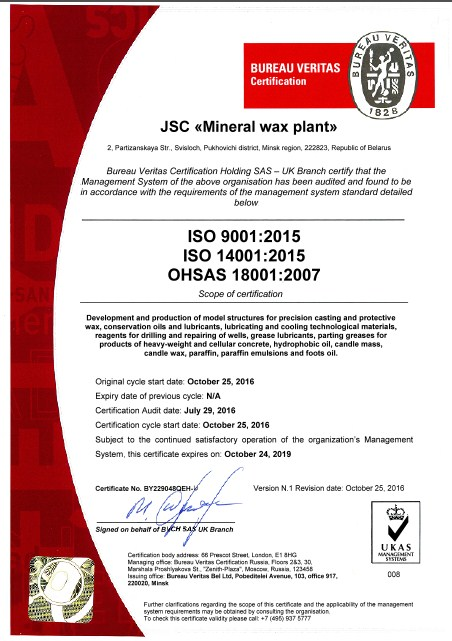 BUREAU VERITAS
Certification
BUREAU VERITAS
1828
JSC «Mineral wax plant»
2, Partizanskaya Str., Svisloch, Pukhovichi district, Minsk region, 222823, Republic of Belarus
Bureau Veritas Certification Holding SAS – UK Branch certify that the
Management System of the above organisation has been audited and found to be
in accordance with the requirements of the management system standard detailed
below
ISO 9001:2015
ISO 14001:2015
OHSAS 18001:2007
Scope of certification
Development and production of model structures for precision casting and protective
wax, conservation oils and lubricants, lubricating and cooling technological materials,
reagents for drilling and repairing of wells, grease lubricants, parting greases for
products of heavy-weight and cellular concrete, hydrophobic oil, candle mass,
candle wax, paraffin, paraffin emulsions and foots oil.
Original cycle start date: October 25, 2016
Expiry date of previous cycle: N/A
Certification Audit date: July 29, 2016
Certification cycle start date: October 25, 2016
Subject to the continued satisfactory operation of the organization's Management
System, this certificate expires on: October 24, 2019
Certificate No. BY229048QEH-U
Version N.1 Revision date: October 25, 2016
Signed on behalf of BVCH SAS UK Branch
UKAS
MANAGEMENT
SYSTEMS
008
Certification body address: 66 Prescot Street, London, E1 8HG
Managing office: Bureau Veritas Certification Russia, Floors 2&3, 30,
Marshala Proshlyakova St., "Zenith-Plaza", Moscow, Russia, 123458
Issuing office: Bureau Veritas Bel Ltd, Pobeditelei Avenue, 103, office 917,
220020, Minsk
Further clarifications regarding the scope of this certificate and the applicability of the management
system requirements may be obtained by consulting the organisation.
To check this certificate validity please call: +7 (495) 937 5777